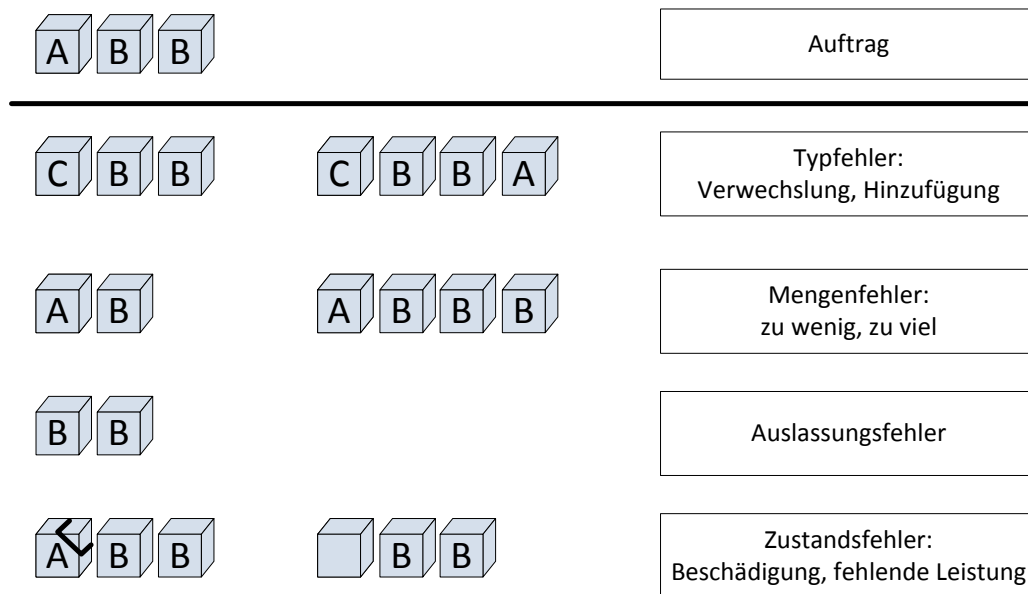 A B B
Auftrag
C B B
C B B A
Typfehler:
Verwechslung, Hinzufügung
A B
A B B B
Mengenfehler:
zu wenig, zu viel
B B
Auslassungsfehler
A B B
B B
Zustandsfehler:
Beschädigung, fehlende Leistung